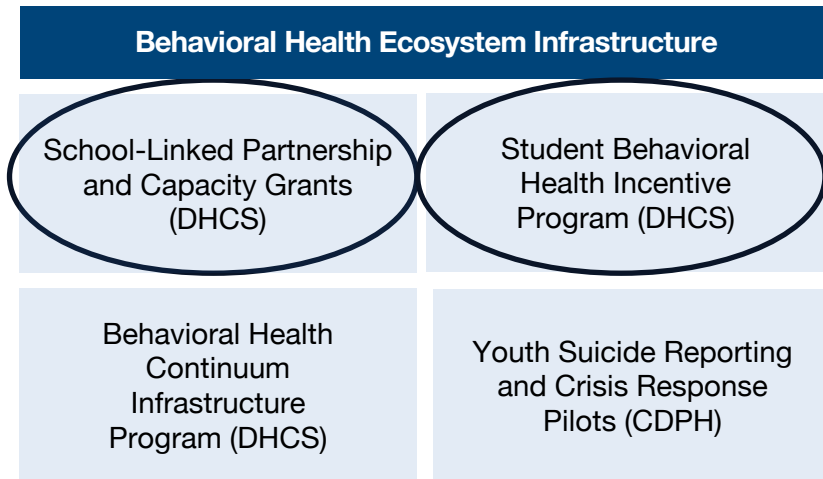 Behavioral Health Ecosystem Infrastructure
School-Linked Partnership
and Capacity Grants
(DHCS)
Student Behavioral
Health Incentive
Program (DHCS)
Behavioral Health
Continuum
Infrastructure
Program (DHCS)
Youth Suicide Reporting
and Crisis Response
Pilots (CDPH)